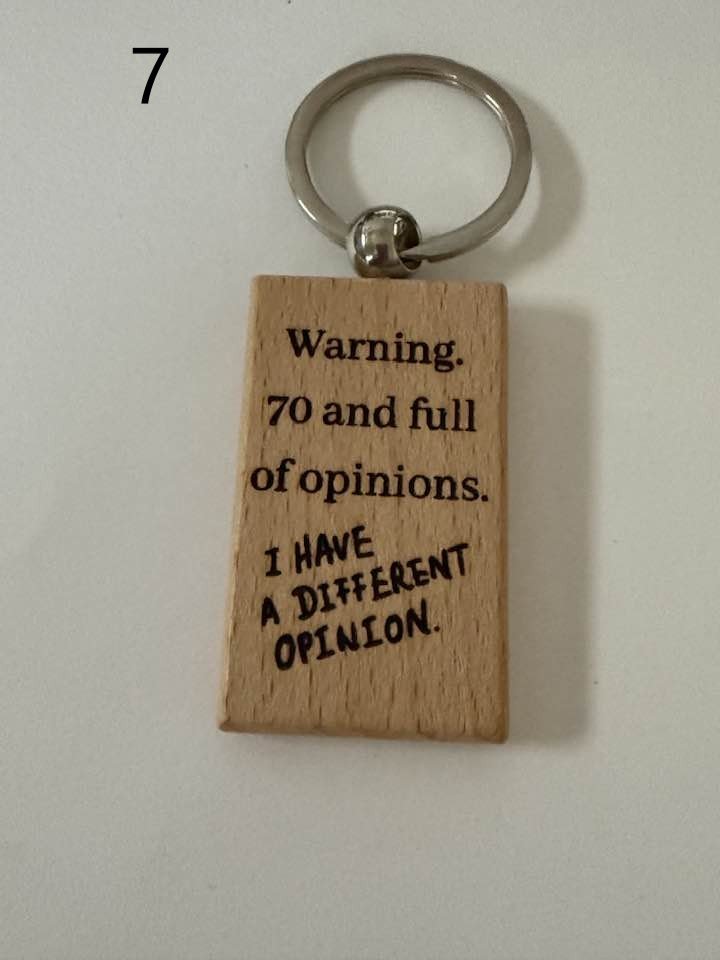 7
Warning.
70 and full
of opinions.
I HAVE
A DIFFERENT
OPINION.